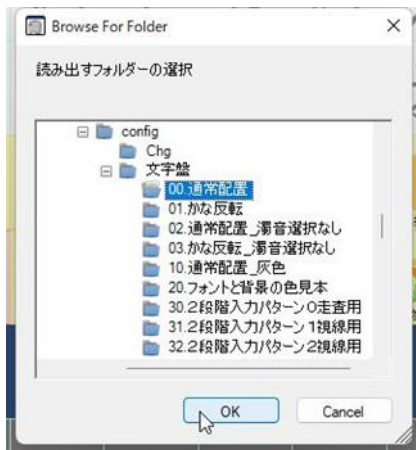 Browse For Folder
読み出すフォルダーの選択
config
Chg
文字盤
00.通常配置
01.かな反転
02.通常配置_濁音選択なし
03.かな反転_濁音選択なし
10.通常配置_灰色
20.フォントと背景の色見本
30.2段階入力パターン0走査用
31.2段階入力パターン1視線用
32.2段階入力パターン2視線用
OK
Cancel